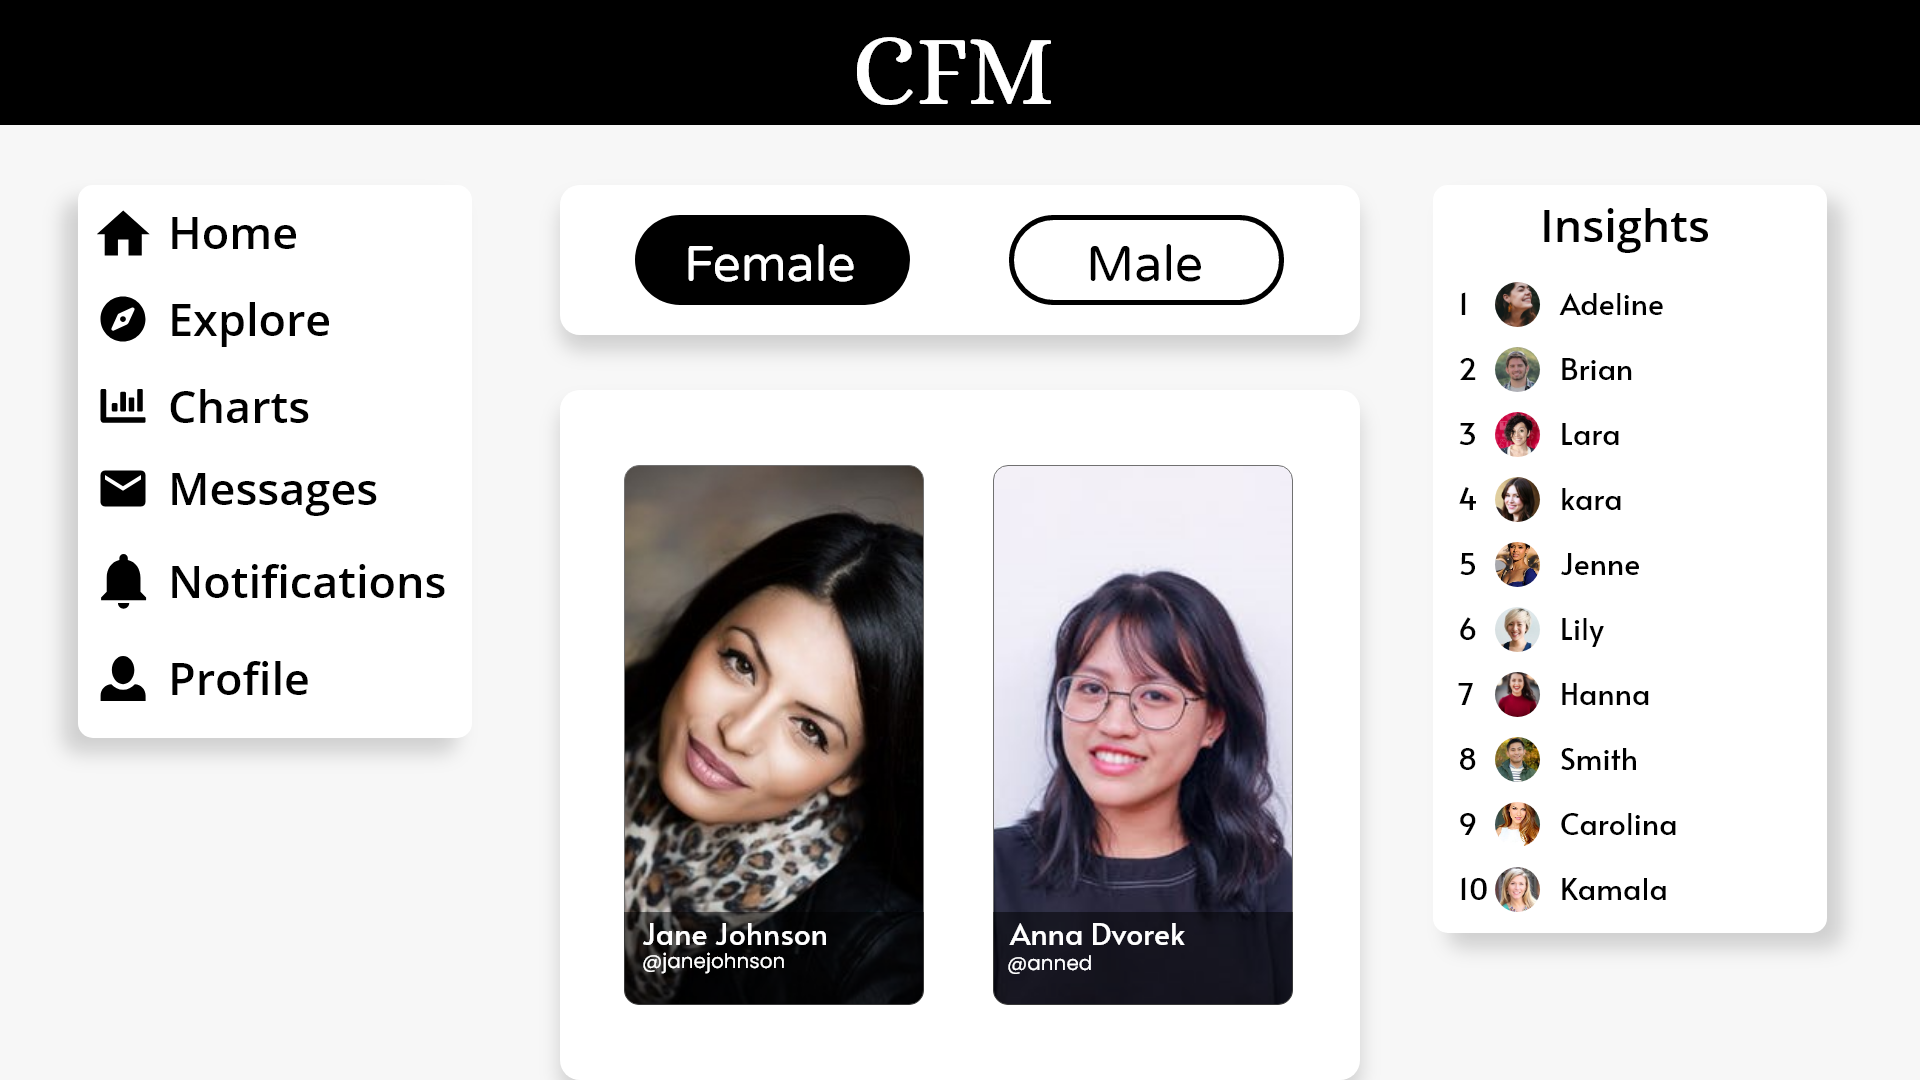 CFM
Home
Explore
Charts
Messages
Notifications
Profile
Female
Male
Jane Johnson
@janejohnson
Anna Dvorek
@anned
Insights
1 Adeline
2 Brian
3 Lara
4 kara
5 Jenne
6 Lily
7 Hanna
8 Smith
9 Carolina
10 Kamala